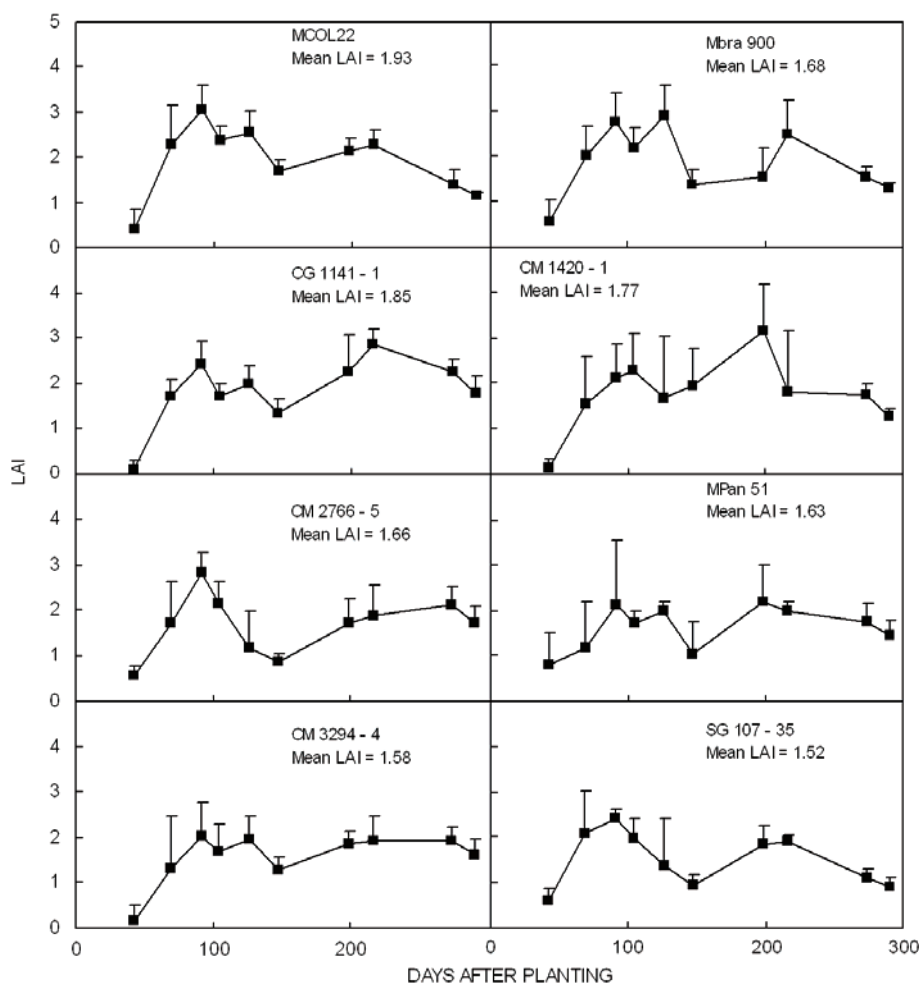 5
4
3
2
1
0
MCOL22
Mean LAI = 1.93
Mbra 900
Mean LAI = 1.68
4
3
2
1
0
CG 1141 - 1
Mean LAI = 1.85
CM 1420 - 1
Mean LAI = 1.77
LAI
4
3
2
1
0
CM 2766 - 5
Mean LAI = 1.66
MPan 51
Mean LAI = 1.63
4
3
2
1
0
CM 3294 - 4
Mean LAI = 1.58
SG 107 - 35
Mean LAI = 1.52
0 100 200 0 100 200 300
DAYS AFTER PLANTING